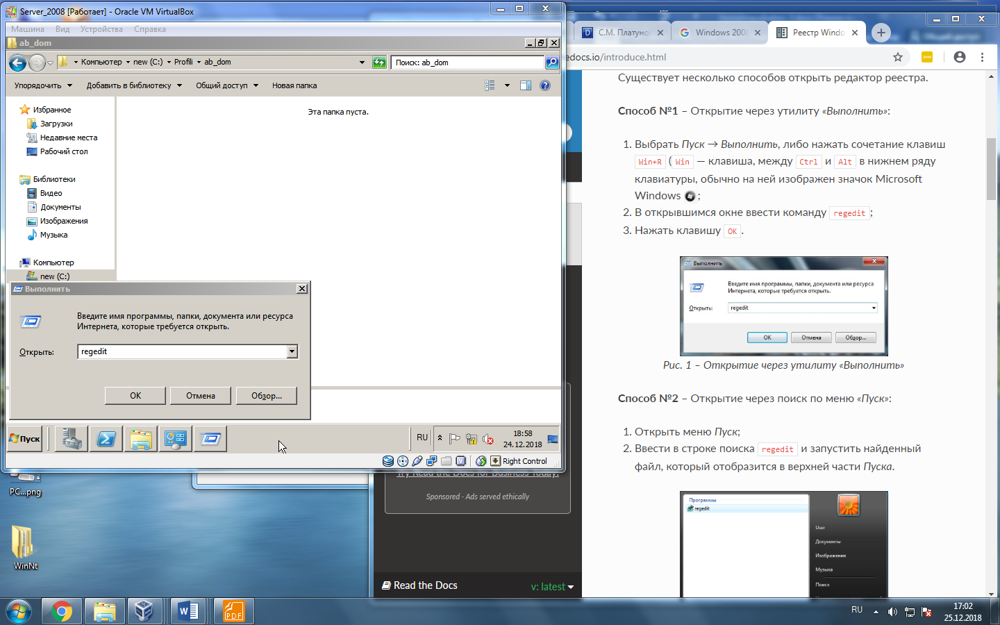 Server_2008 [Работает] - Oracle VM VirtualBox
Машина Вид Устройства Справка
ab_dom
Компьютер new (C:) Profili ab_dom
Поиск: ab_dom
Упорядочить Добавить в библиотеку Общий доступ Новая папка
Избранное
Загрузки
Недавние места
Рабочий стол
Библиотеки
Видео
Документы
Изображения
Музыка
Компьютер
new (C:)
Эта папка пуста.
Выполнить
Введите имя программы, папки, документа или ресурса
Интернета, которые требуется открыть.
Открыть: regedit
OK Отмена Обзор...
Пуск
RU
18:58
24.12.2018
Right Control
С.М. Платунов
Windows 200
Реестр Windo
edocs.io/introduce.html
Существует несколько способов открыть редактор реестра.
Способ №1 – Открытие через утилиту «Выполнить»:
1. Выбрать Пуск → Выполнить, либо нажать сочетание клавиш
Win+R (Win — клавиша, между Ctrl и Alt в нижнем ряду
клавиатуры, обычно на ней изображен значок Microsoft
Windows ;
2. В открывшимся окне ввести команду regedit;
3. Нажать клавишу OK.
Выполнить
Введите имя программы, папки, документа или ресурса
Интернета, которые требуется открыть.
Открыть: regedit
OK Отмена Обзор...
Рис. 1 – Открытие через утилиту «Выполнить»
Способ №2 – Открытие через поиск по меню «Пуск»:
1. Открыть меню Пуск;
2. Ввести в строке поиска regedit и запустить найденный
файл, который отобразится в верхней части Пуска.
Программы
regedit
User
Документы
Изображения
Музыка
Поиск
Try Read the Docs for Business Today!
Sponsored - Ads served ethically
Read the Docs
v: latest
PC...png
WinNt
PDF
RU
17:02
25.12.2018